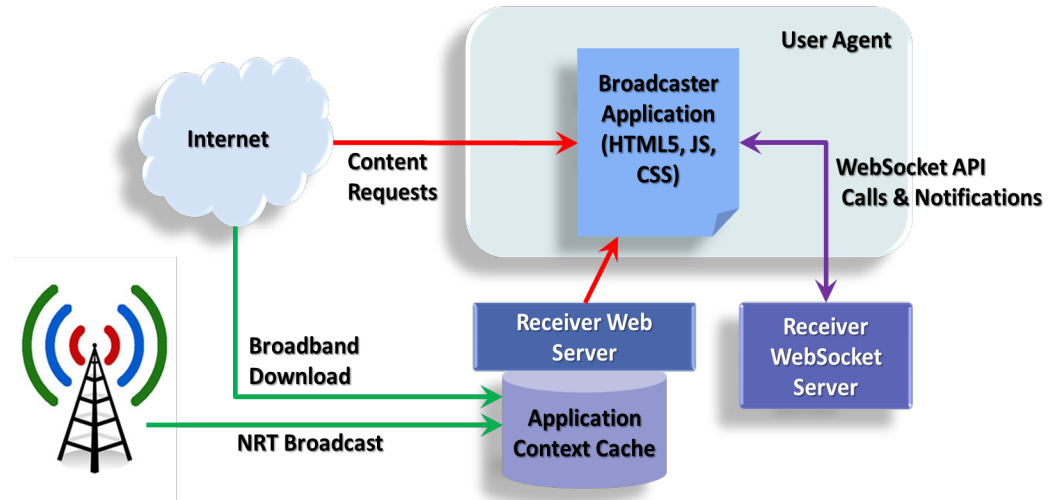 User Agent
Broadcaster
Application
(HTML5, JS,
CSS)
Internet
Content
Requests
WebSocket API
Calls & Notifications
Receiver Web
Server
Receiver
WebSocket
Server
Broadband
Download
Application
Context Cache
NRT Broadcast